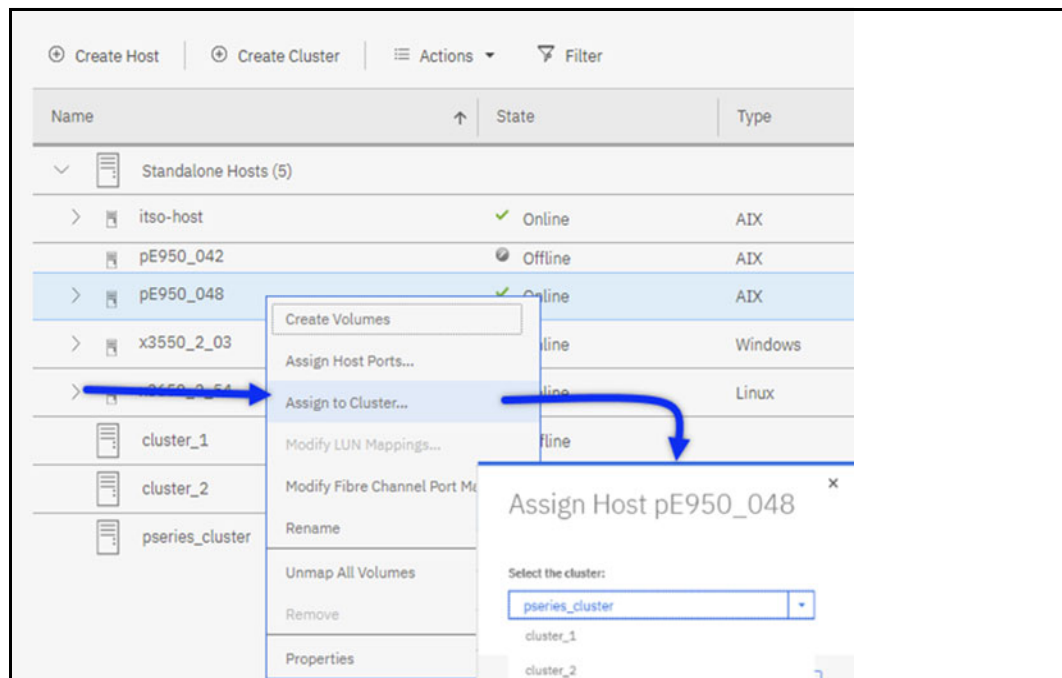 Create Host Create Cluster Actions Filter
Name State Type
Standalone Hosts (5)
itso-host Online AIX
pE950_042 Offline AIX
pE950_048 Online AIX
Create Volumes
x3550_2_03 Windows
Assign Host Ports...
Linux
Assign to Cluster...
cluster_1
Modify LUN Mappings...
cluster_2 Modify Fibre Channel Port
Assign Host pE950_048
Rename
pseries_cluster
Unmap All Volumes Select the cluster:
pseries_cluster
Remove
cluster_1
Properties
cluster_2